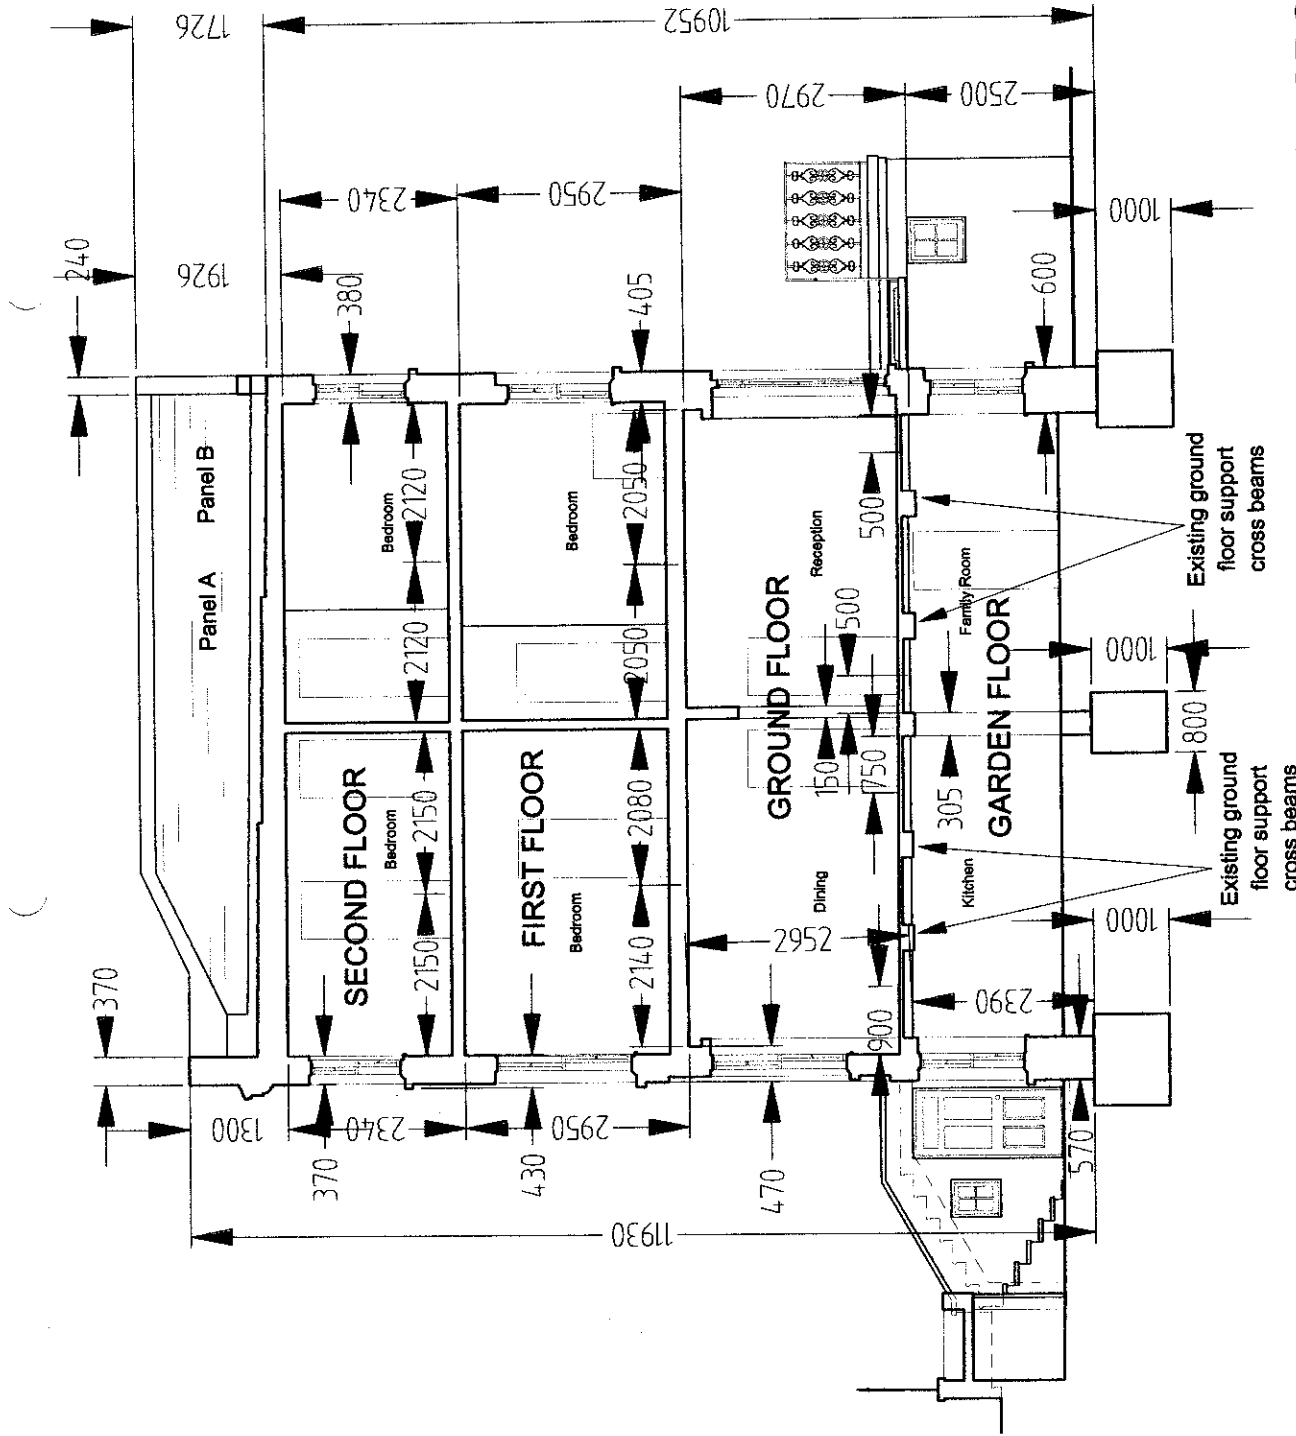 240
1726
10952
1926
2340
2950
2970
2500
1000
380
405
600
Panel A
Panel B
2120
2120
Bedroom
2050
2050
Bedroom
500
Reception
500
GROUND FLOOR
Family Room
GARDEN FLOOR
Existing ground
floor support
cross beams
1000
800
150
750
305
SECOND FLOOR
Bedroom
2150
2150
FIRST FLOOR
Bedroom
2080
2140
Dining
2562
900
Kitchen
2390
Existing ground
floor support
cross beams
1000
370
1300
2340
2950
370
430
470
570
11930